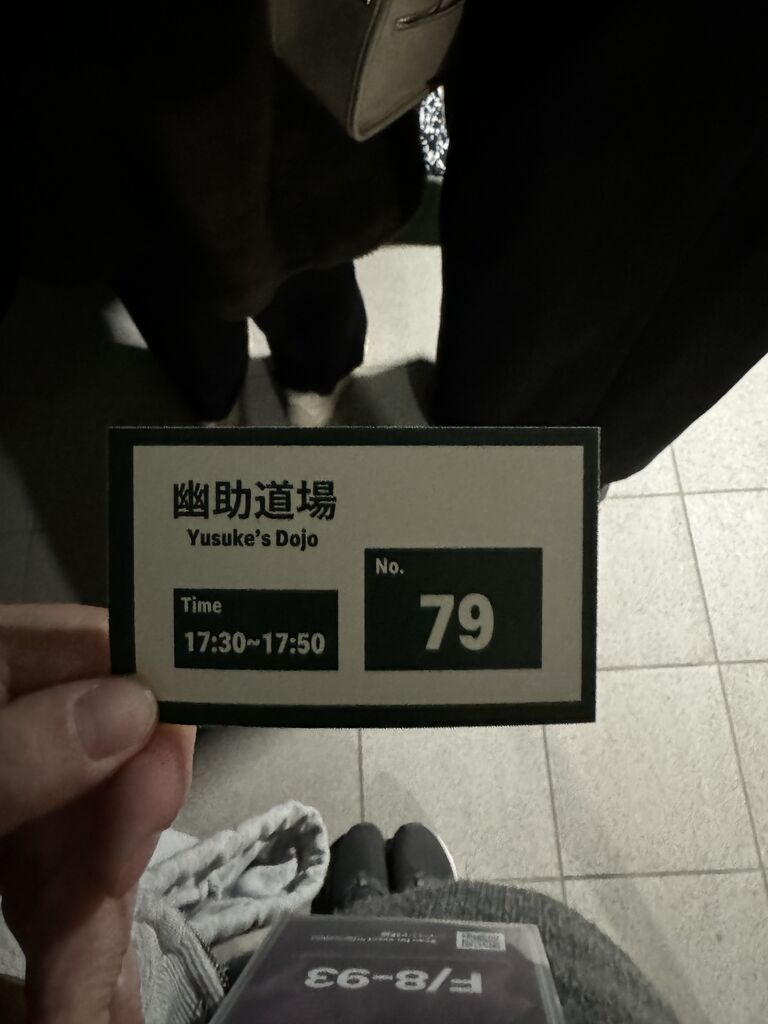 幽助道場
Yusuke's Dojo
Time
17:30~17:50
No.
79
F/8-93